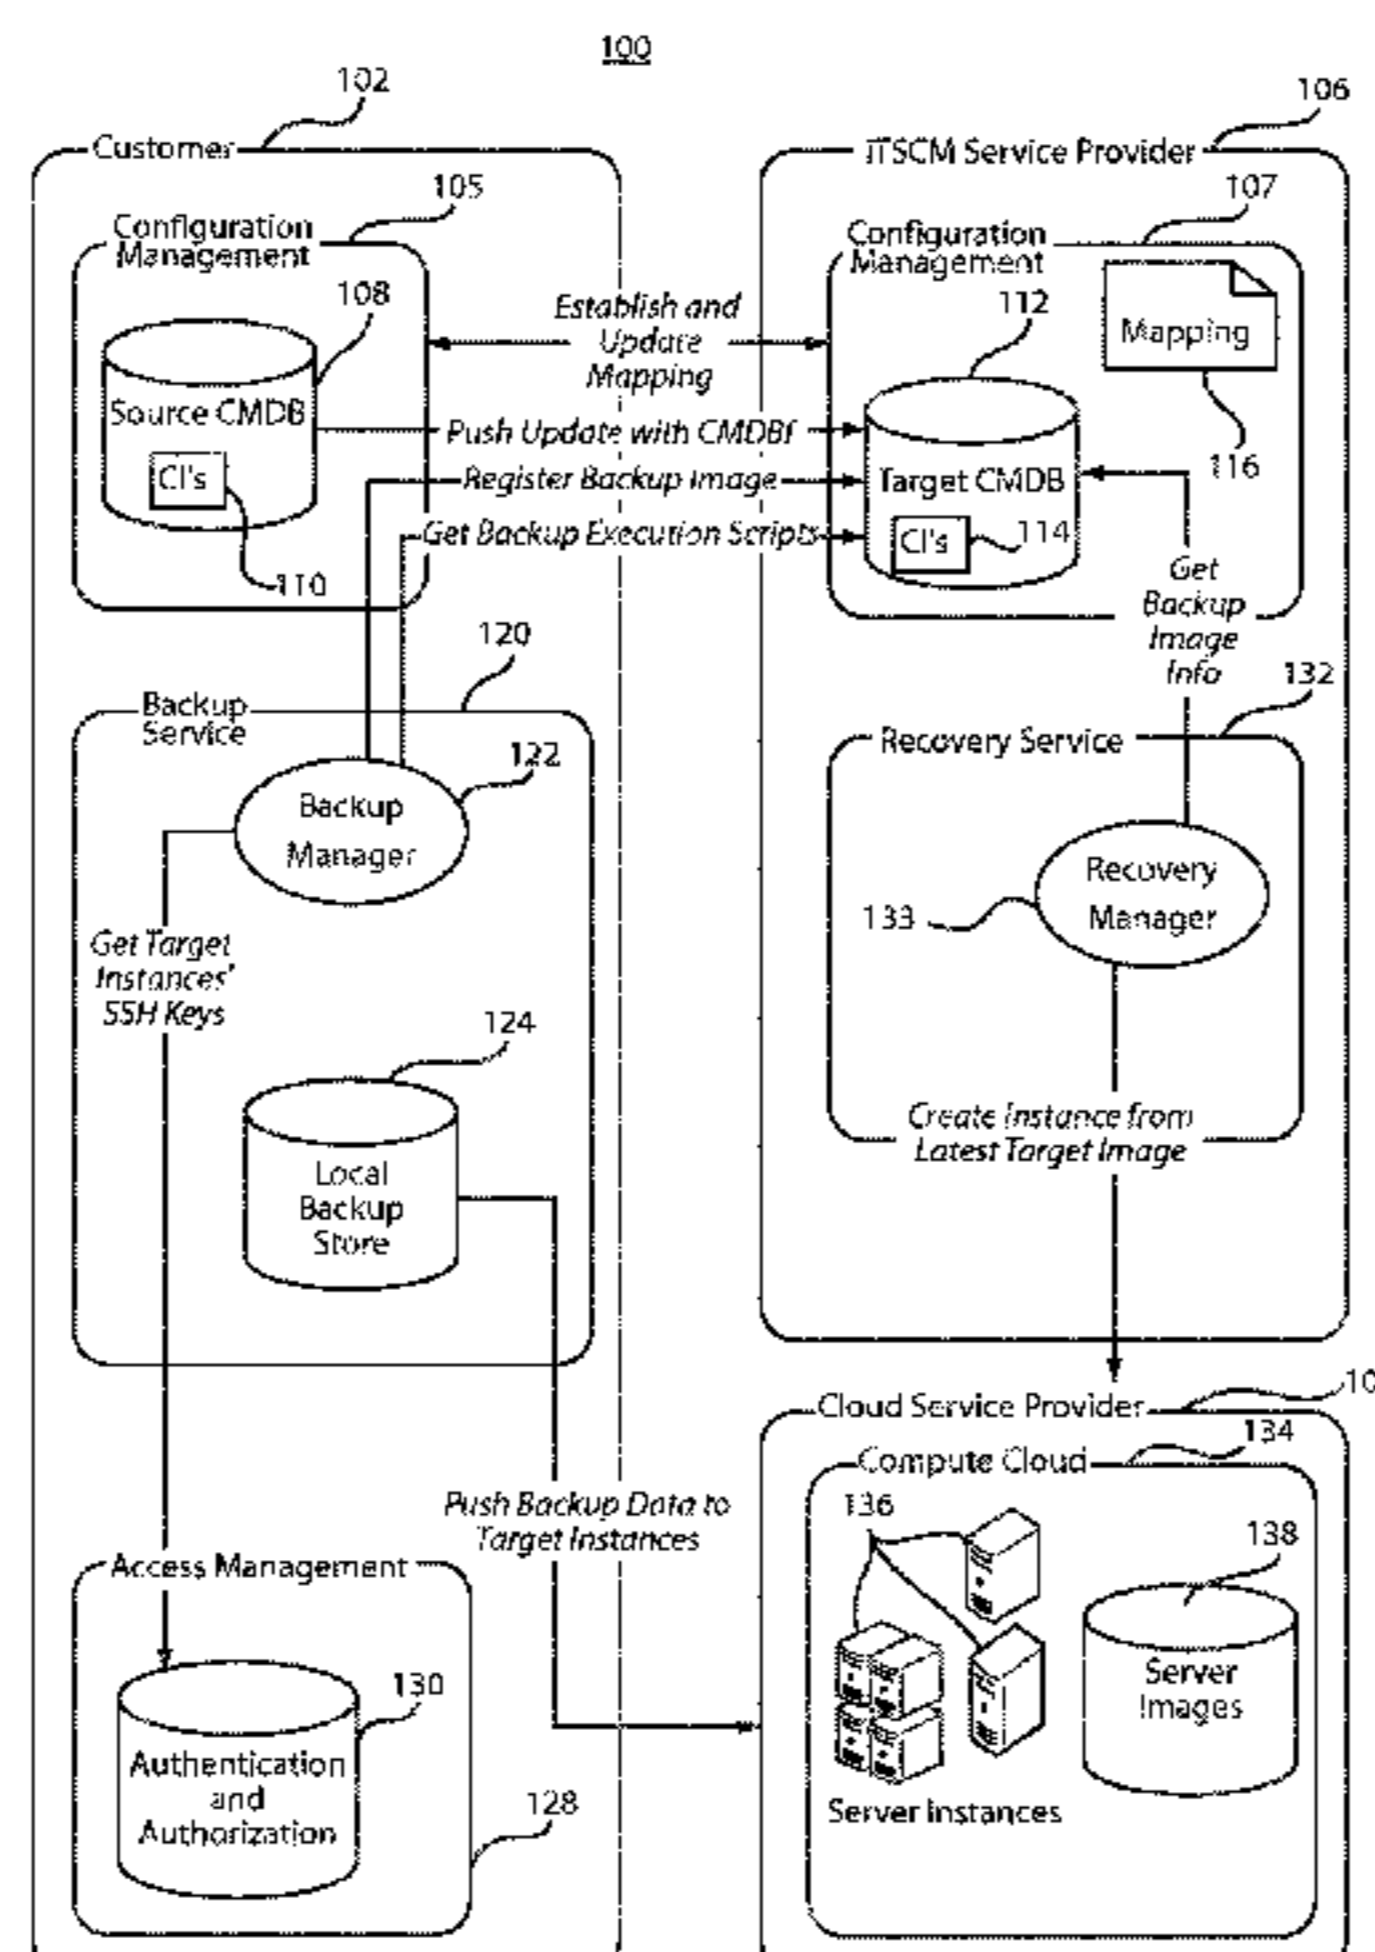 100
102
Customer
105
Configuration
Management
108
Source CMDB
CI's
110
Establish and
Update
Mapping
Push Update with CMDBf
Register Backup Image
Get Backup Execution Scripts
106
ITSCM Service Provider
107
Configuration
Management
112
Mapping
116
Target CMDB
CI's
114
Get
Backup
Image
Info
120
Backup
Service
122
Backup
Manager
Get Target
Instances'
SSH Keys
124
Local
Backup
Store
132
Recovery Service
133
Recovery
Manager
Create Instance from
Latest Target Image
Push Backup Data to
Target Instances
Access Management
130
Authentication
and
Authorization
128
10
Cloud Service Provider
134
Compute Cloud
136
138
Server
Images
Server Instances